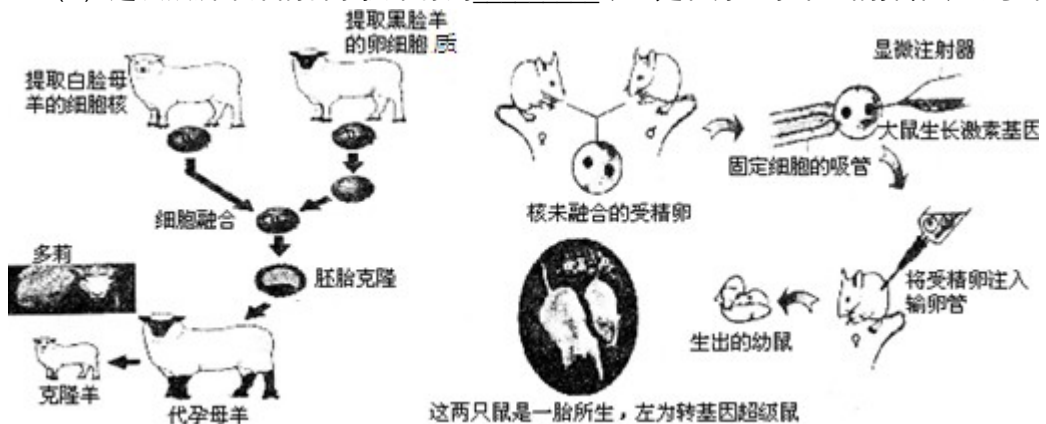 提取黑脸羊
的卵细胞质
提取白脸母
羊的细胞核
细胞融合
多莉
胚胎克隆
克隆羊
代孕母羊
显微注射器
大鼠生长激素基因
固定细胞的吸管
♀
♂
核未融合的受精卵
将受精卵注入
输卵管
♀
生出的幼鼠
这两只鼠是一胎所生，左为转基因超级鼠